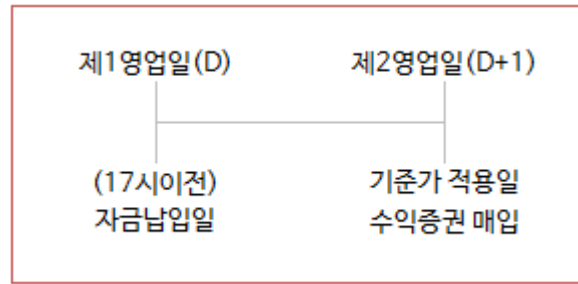 제1영업일(D)
제2영업일(D+1)
(17시이전)
자금납입일
기준가 적용일
수익증권 매입